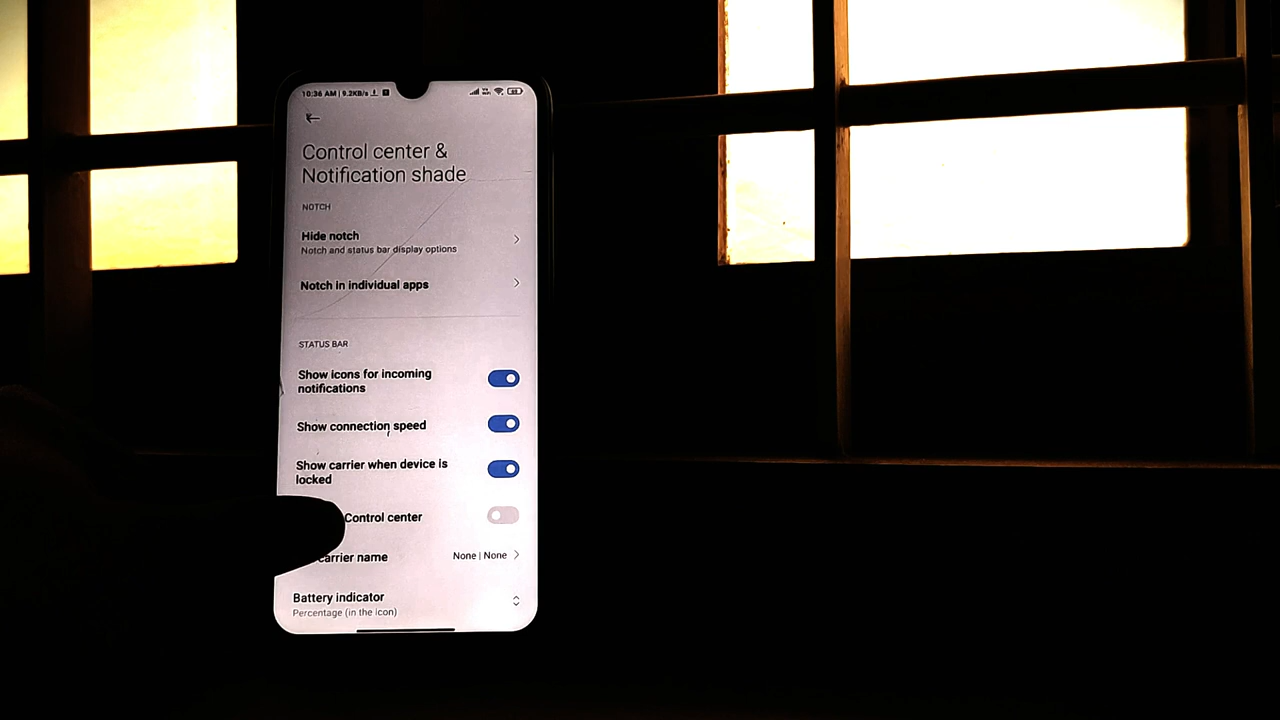 10:36 AM | 9.2KB/s
Control center &
Notification shade
NOTCH
Hide notch
Notch and status bar display options
Notch in individual apps
STATUS BAR
Show icons for incoming
notifications
Show connection speed
Show carrier when device is
locked
Control center
carrier name
None | None
Battery indicator
Percentage (in the icon)